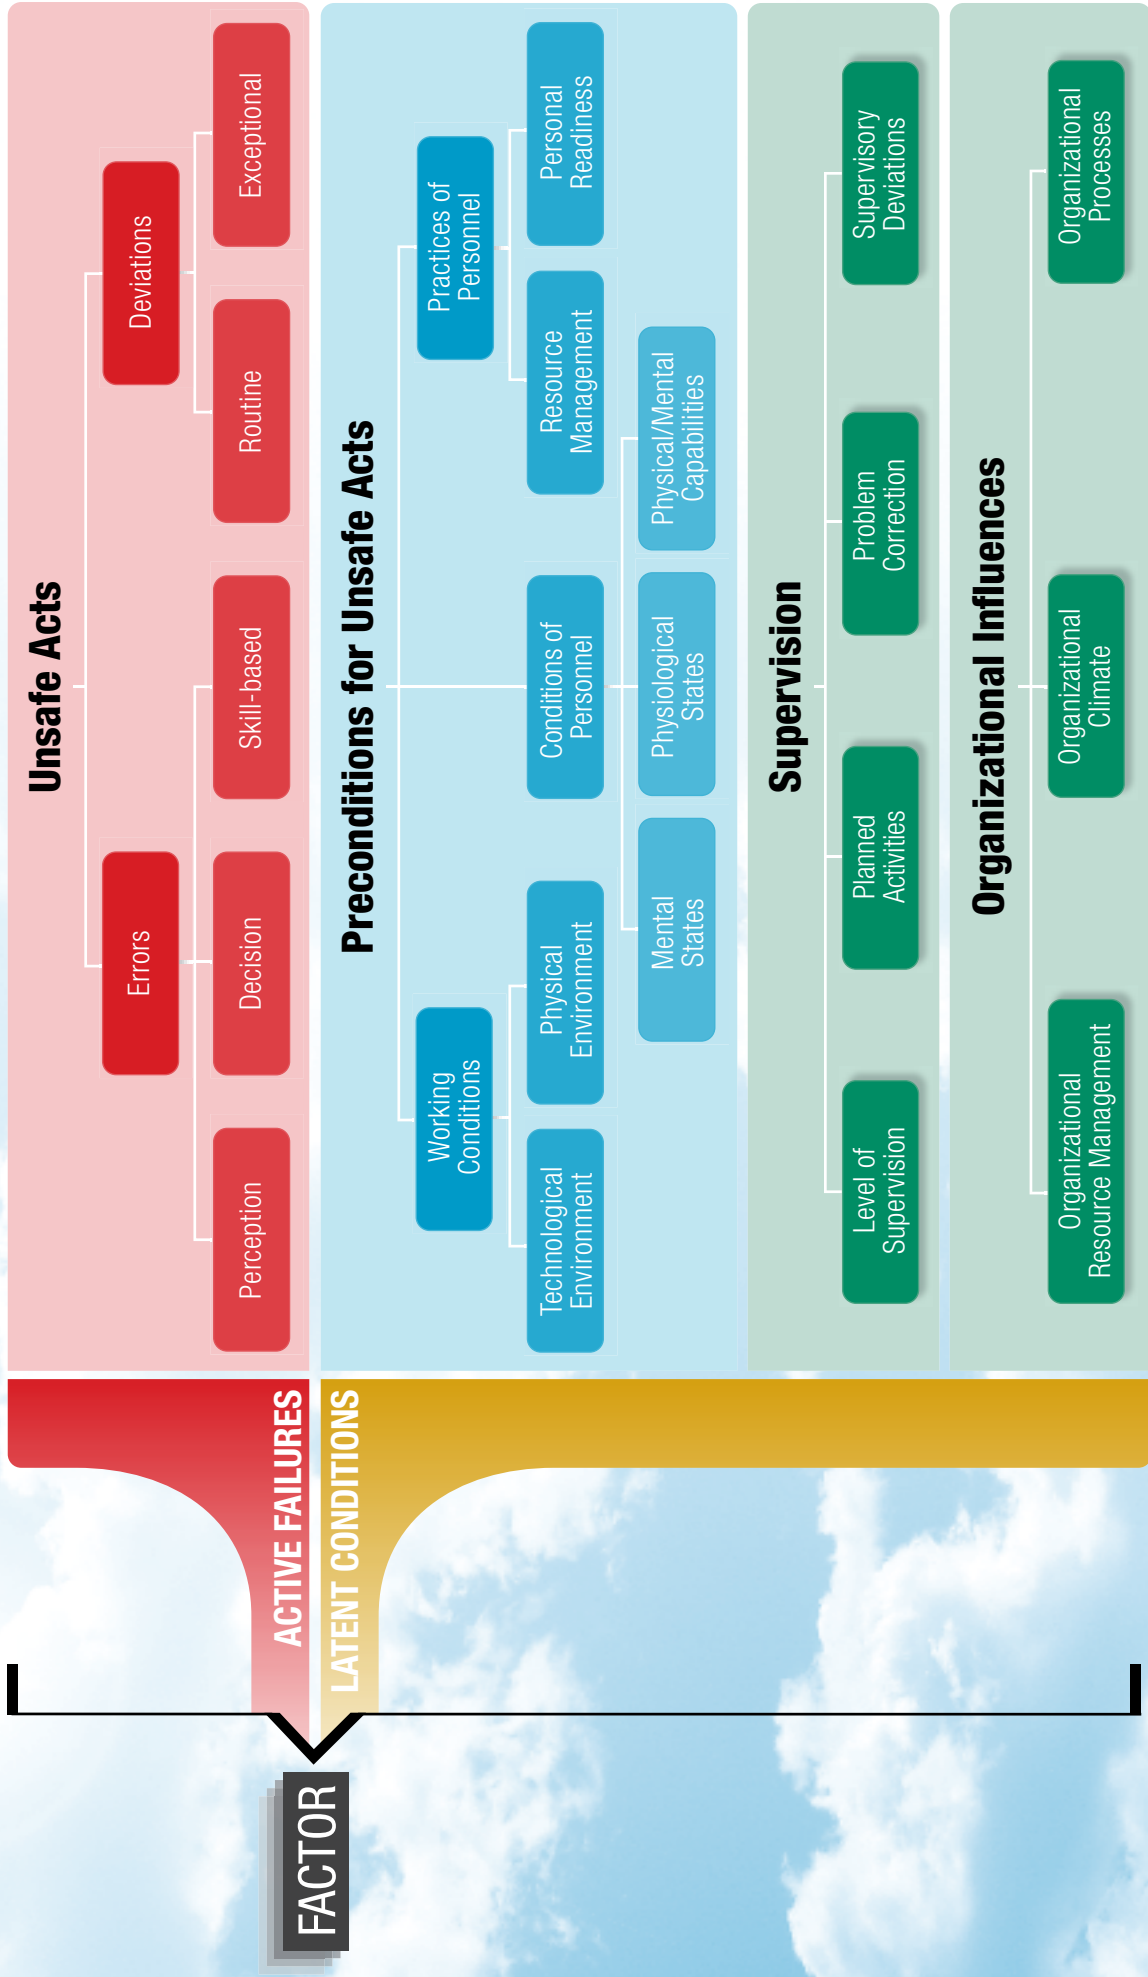 FACTOR
ACTIVE FAILURES
LATENT CONDITIONS
Unsafe Acts
Errors
Deviations
Perception
Decision
Skill-based
Routine
Exceptional
Preconditions for Unsafe Acts
Working
Conditions
Practices of
Personnel
Technological
Environment
Physical
Environment
Conditions of
Personnel
Resource
Management
Personal
Readiness
Mental
States
Physiological
States
Physical/Mental
Capabilities
Supervision
Level of
Supervision
Planned
Activities
Problem
Correction
Supervisory
Deviations
Organizational Influences
Organizational
Resource Management
Organizational
Climate
Organizational
Processes